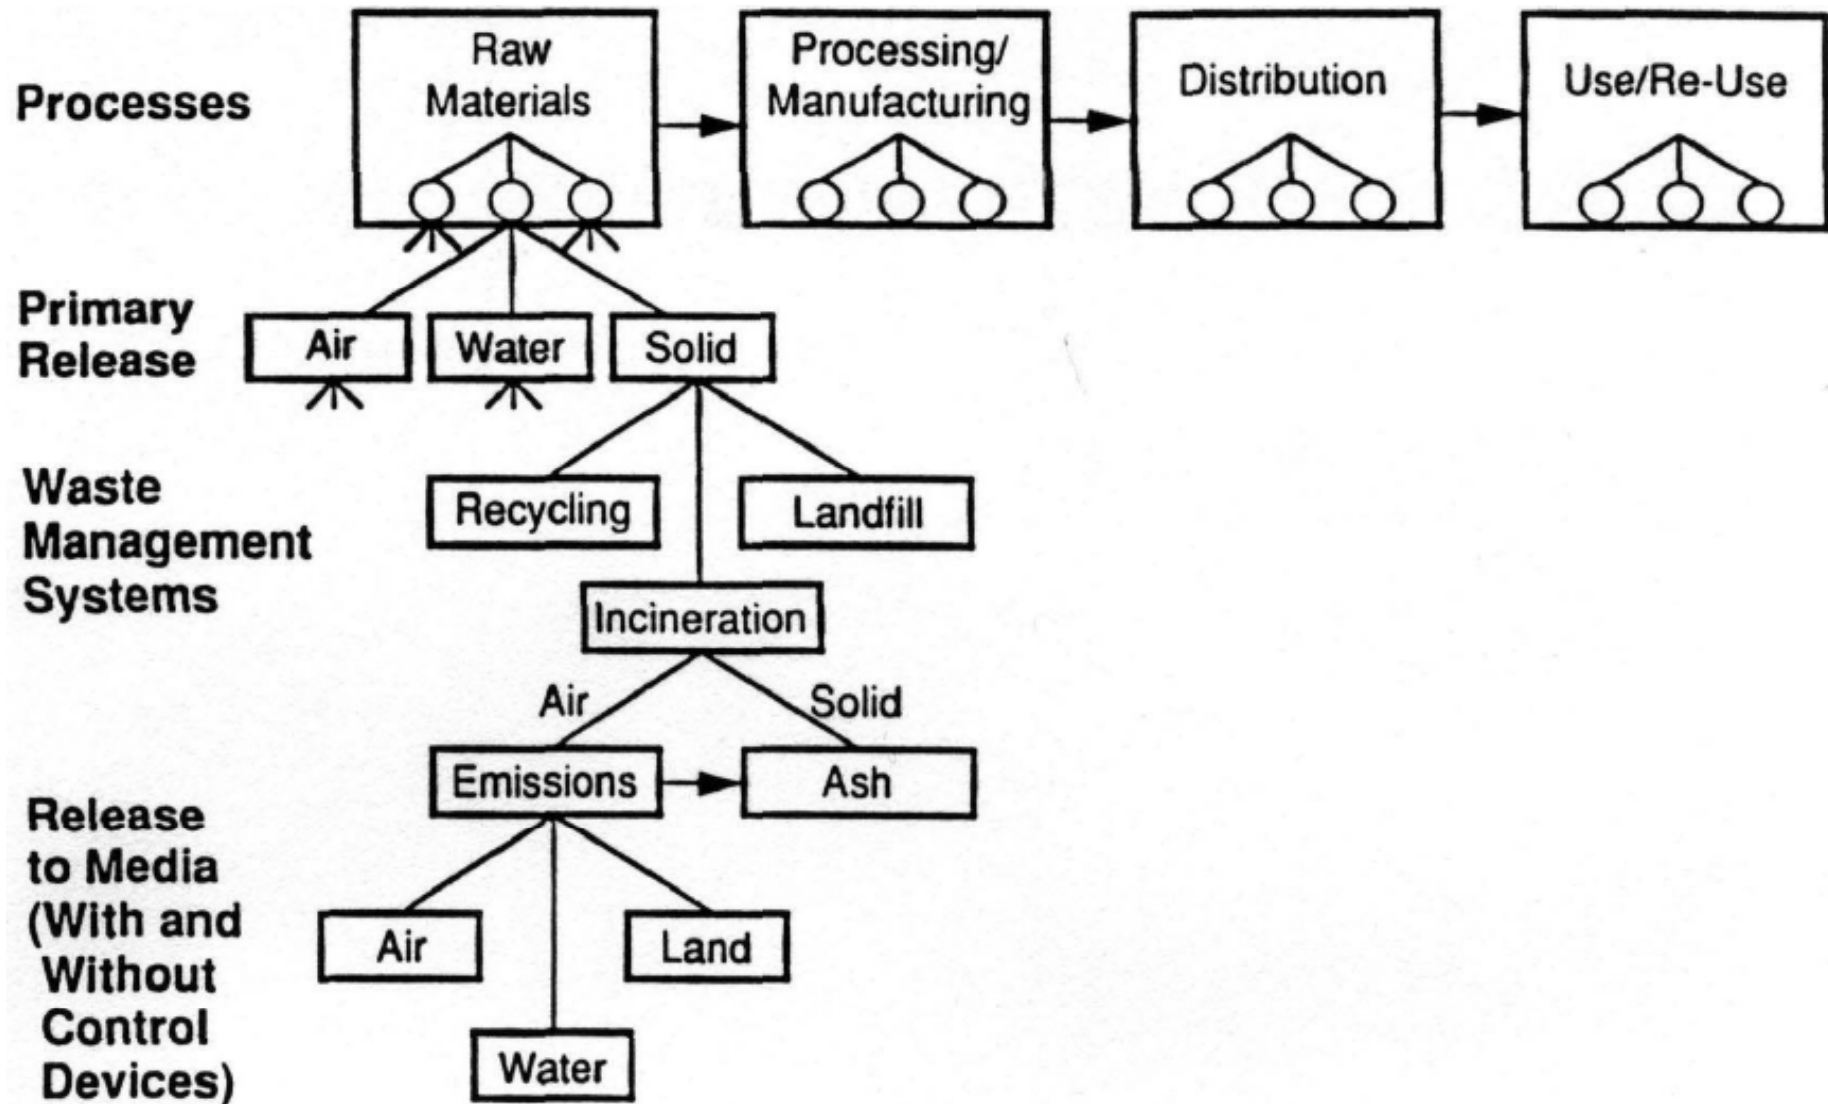 Processes
Raw
Materials
Processing/
Manufacturing
Distribution
Use/Re-Use
Primary
Release
Air
Water
Solid
Waste
Management
Systems
Recycling
Landfill
Incineration
Air
Solid
Emissions
Ash
Release
to Media
(With and
Without
Control
Devices)
Air
Land
Water